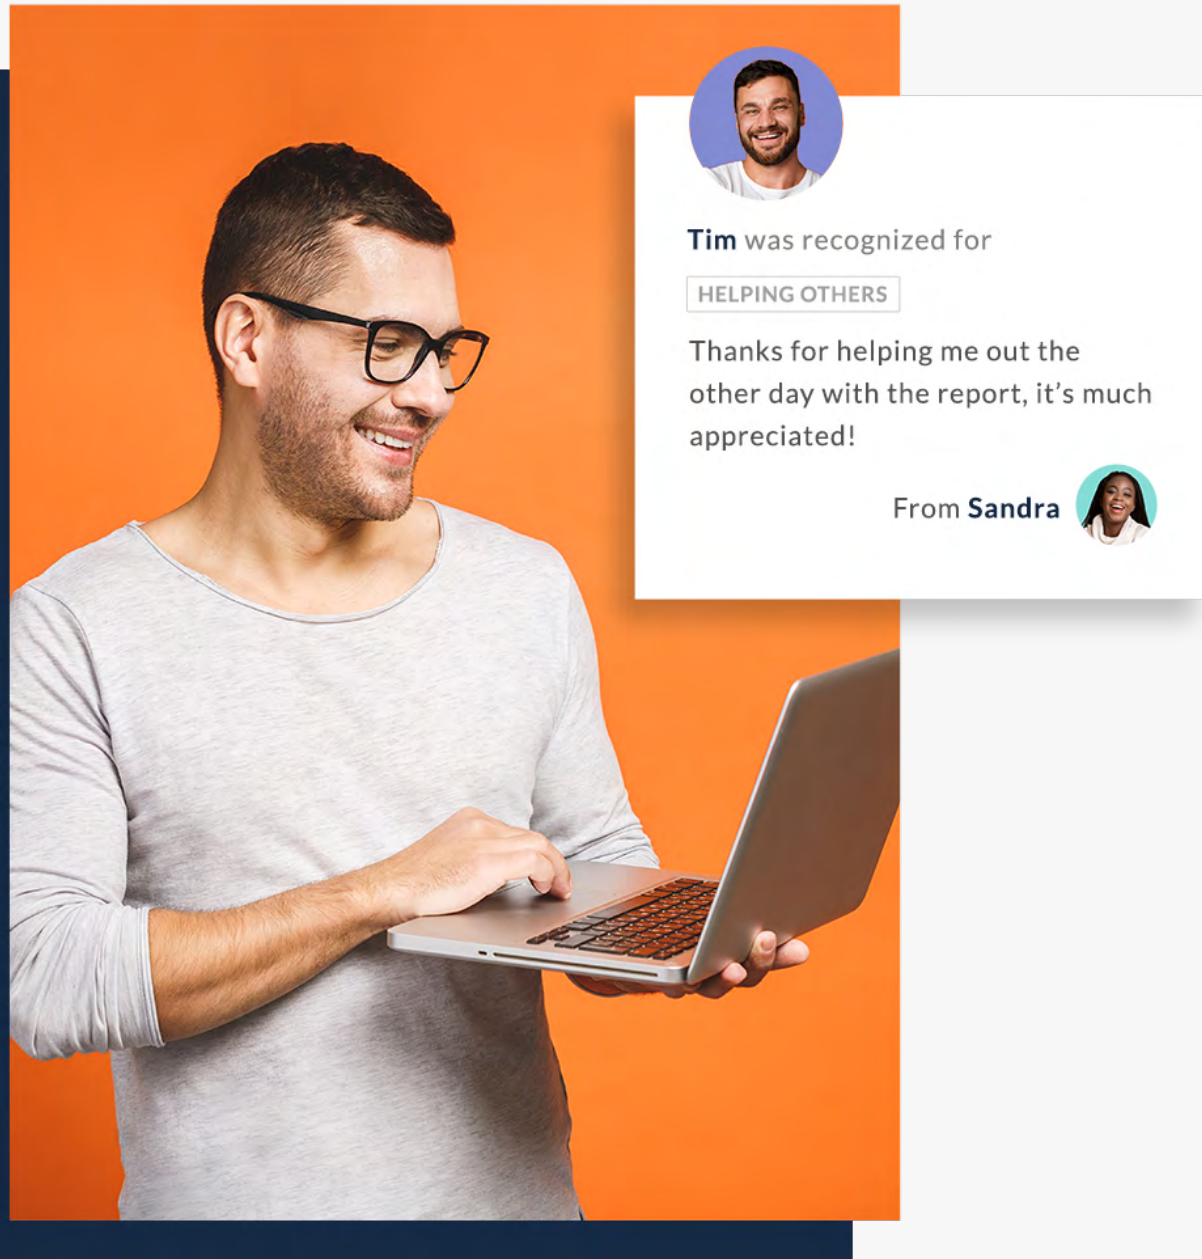 Tim was recognized for
HELPING OTHERS
Thanks for helping me out the
other day with the report, it’s much
appreciated!
From Sandra